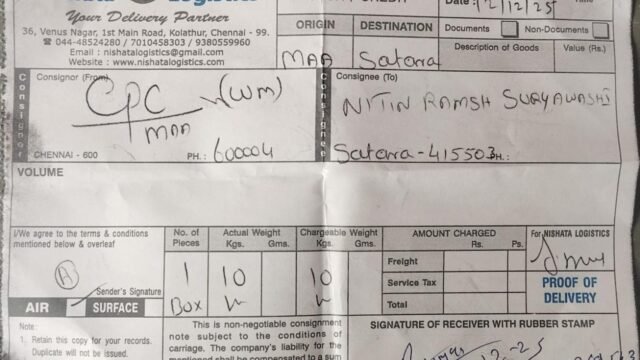 Your Delivery Partner
36, Venus Nagar, 1st Main Road, Kolathur, Chennai - 99.
044-48524280 / 7010458303 / 9380559960
Email : nishatalogistics@gmail.com
Website : www.nishatalogistics.com
Date : 12/12/25
Time
ORIGIN
DESTINATION
Documents
Non-Documents
Description of Goods
Value (Rs.)
MAA
Satara
Consignor
Consignor (From)
CPC (WM)
MAA
CHENNAI - 600
PH.: 600004
Consignee (To)
NITIN RAMSH SURYAWASHI
Satara-415503
PH.:
VOLUME
I/We agree to the terms & conditions
mentioned below & overleaf
Sender's Signature
AIR
SURFACE
No. of
Pieces
Actual Weight
Kgs.
Gms.
Chargeable Weight
Kgs.
Gms.
AMOUNT CHARGED
Rs.
Ps.
1
10
10
Box
Freight
Service Tax
Total
For NISHATA LOGISTICS
PROOF OF
DELIVERY
Note:
1. Retain this copy for your records.
Duplicate will not be issued.
This is non-negotiable consignment
note subject to the conditions of
carriage. The company's liability for the
SIGNATURE OF RECEIVER WITH RUBBER STAMP